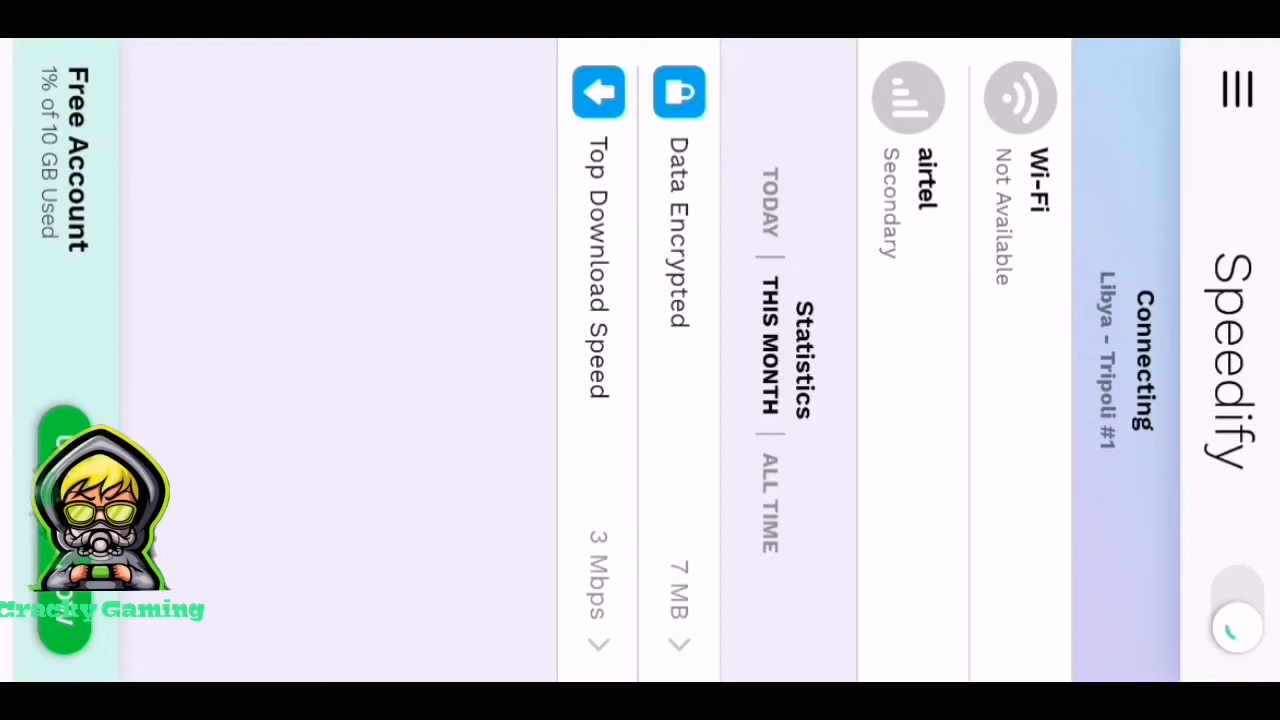 Speedify
Connecting
Libya - Tripoli #1
Wi-Fi
Not Available
airtel
Secondary
Statistics
TODAY | THIS MONTH | ALL TIME
Data Encrypted 7 MB
Top Download Speed 3 Mbps
Free Account
1% of 10 GB Used
Cracky Gaming